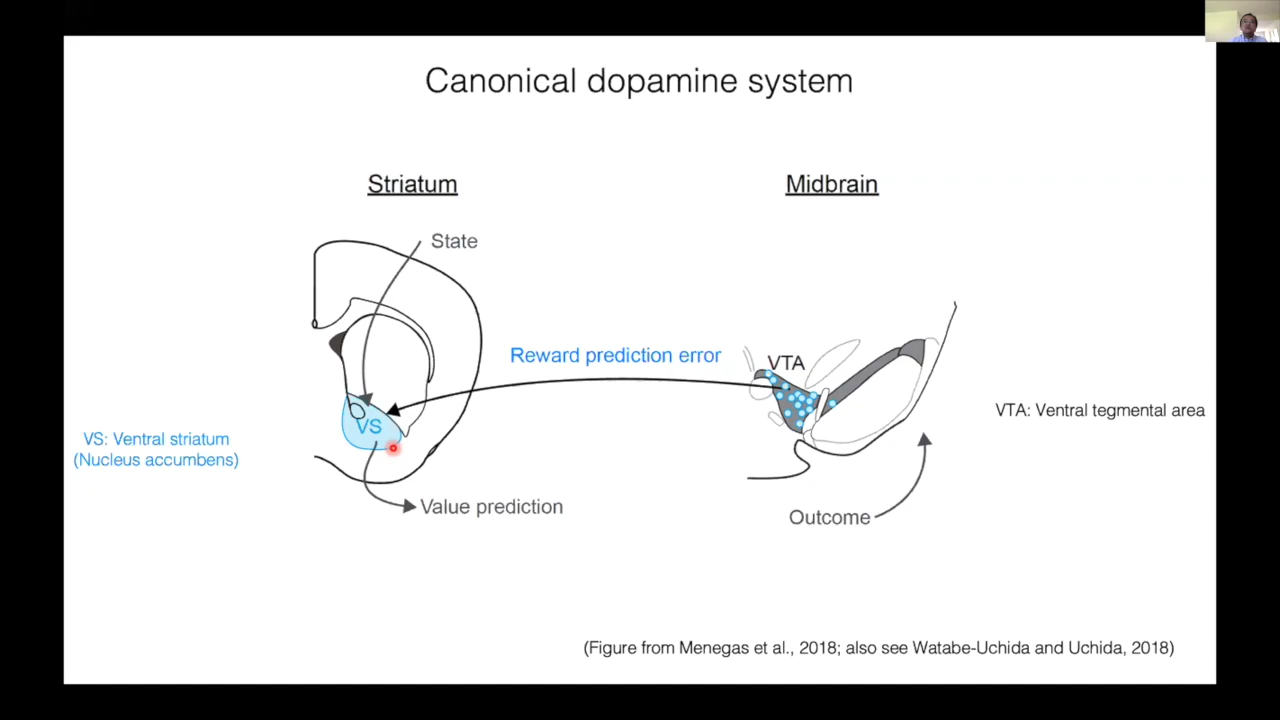 Canonical dopamine system
Striatum
Midbrain
State
Reward prediction error
VTA
VS
VS: Ventral striatum
(Nucleus accumbens)
VTA: Ventral tegmental area
Value prediction
Outcome
(Figure from Menegas et al., 2018; also see Watabe-Uchida and Uchida, 2018)